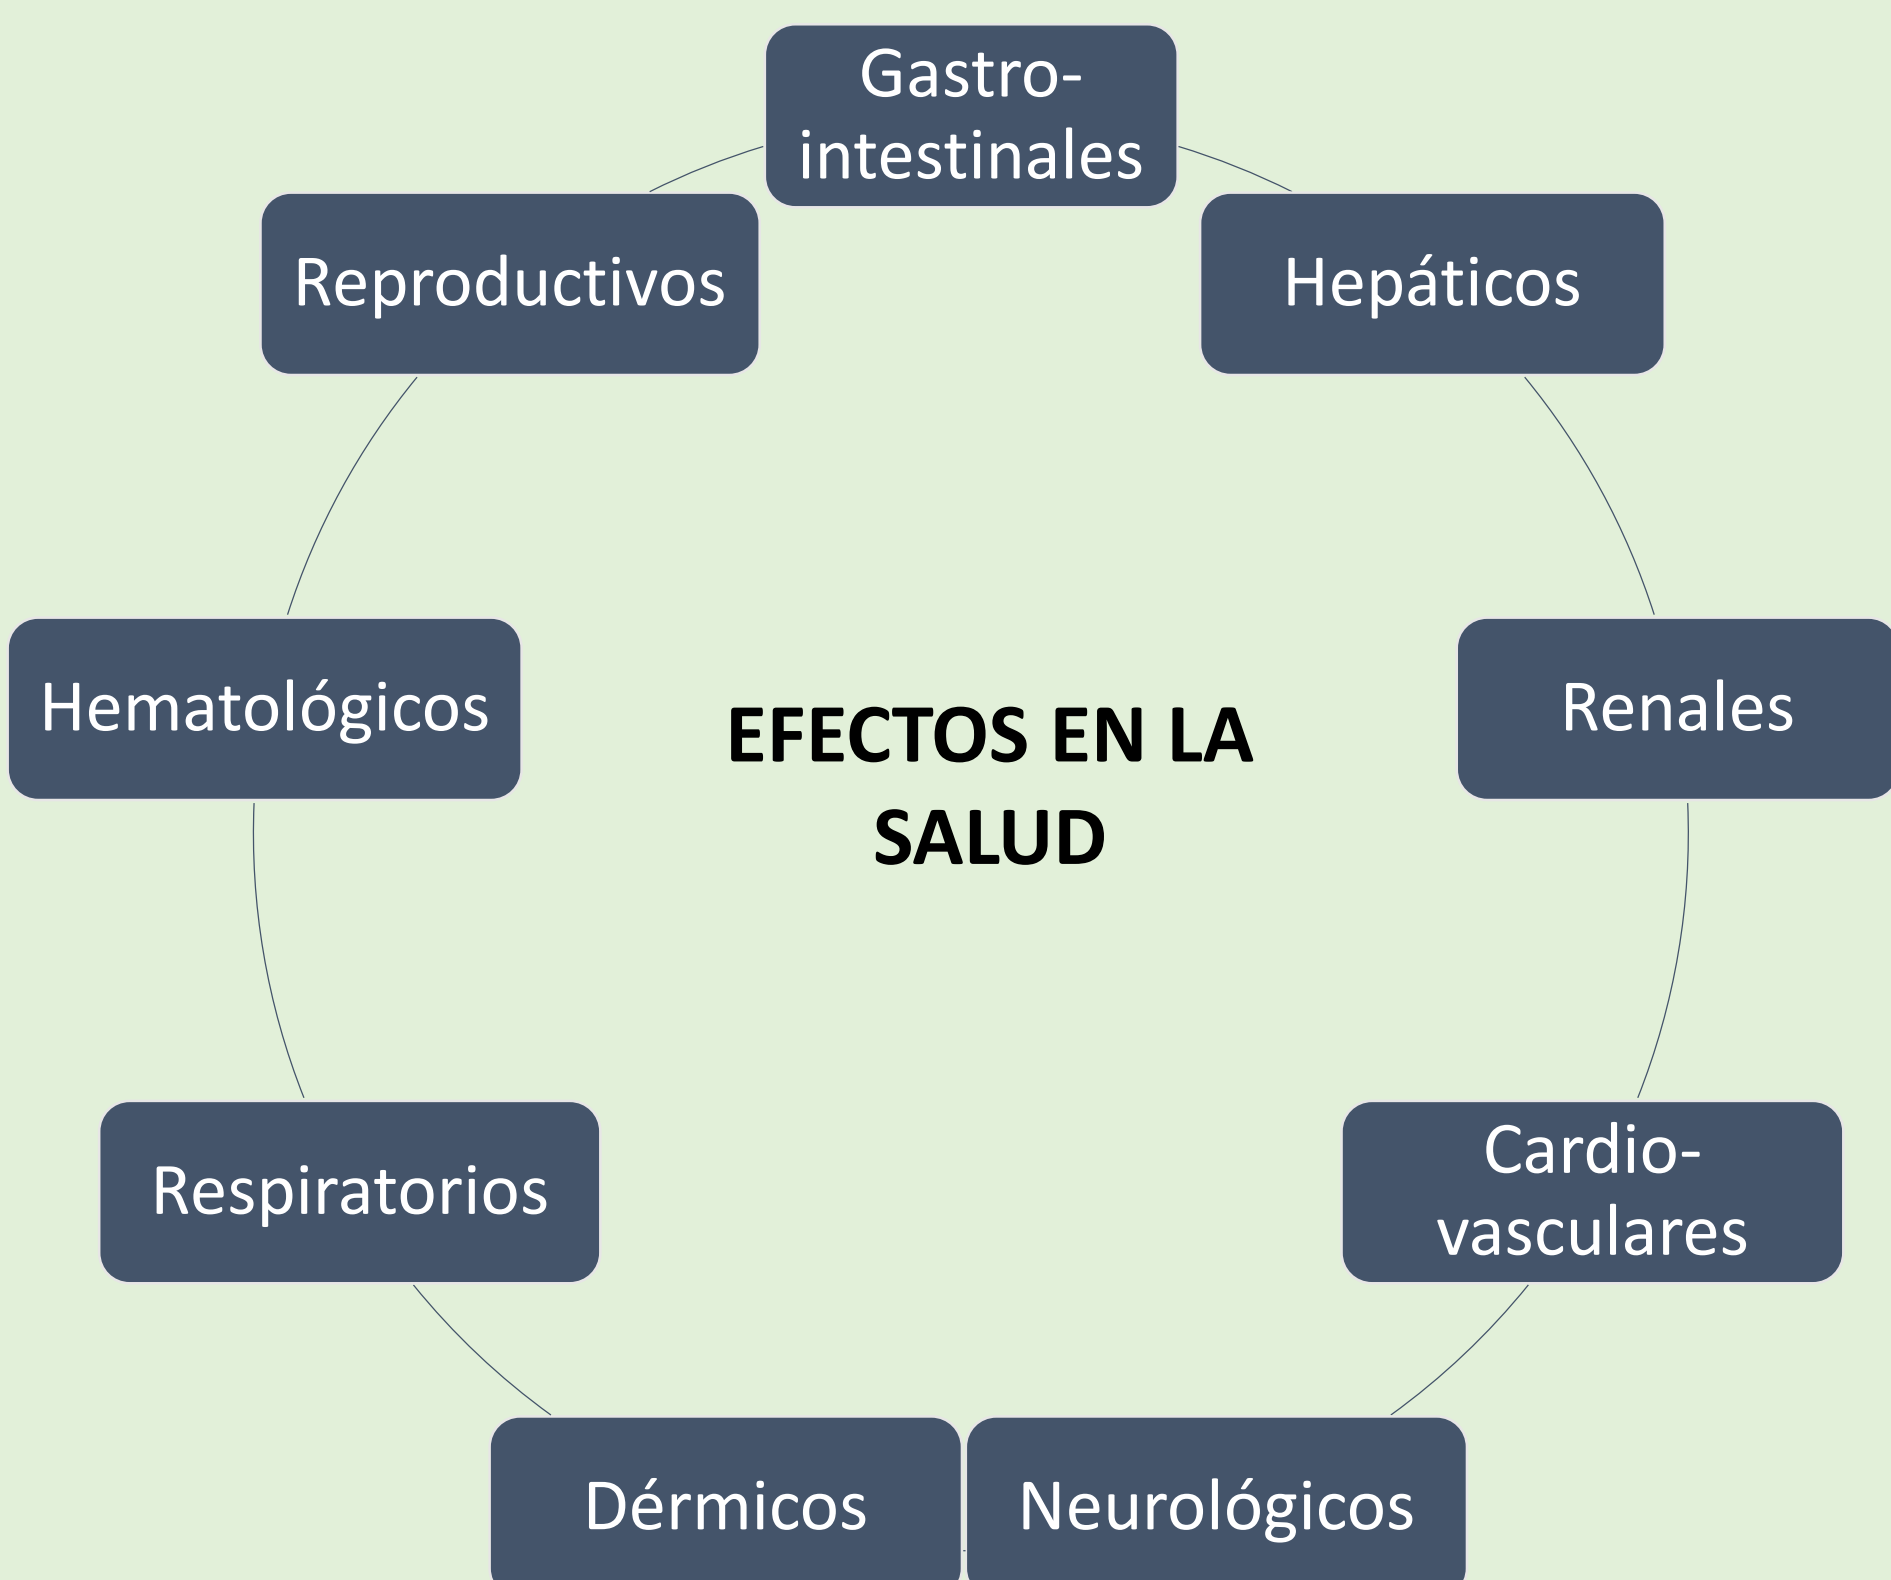 Gastro-
intestinales
Reproductivos
Hepáticos
Hematológicos
Renales
EFECTOS EN LA
SALUD
Respiratorios
Cardio-
vasculares
Dérmicos
Neurológicos